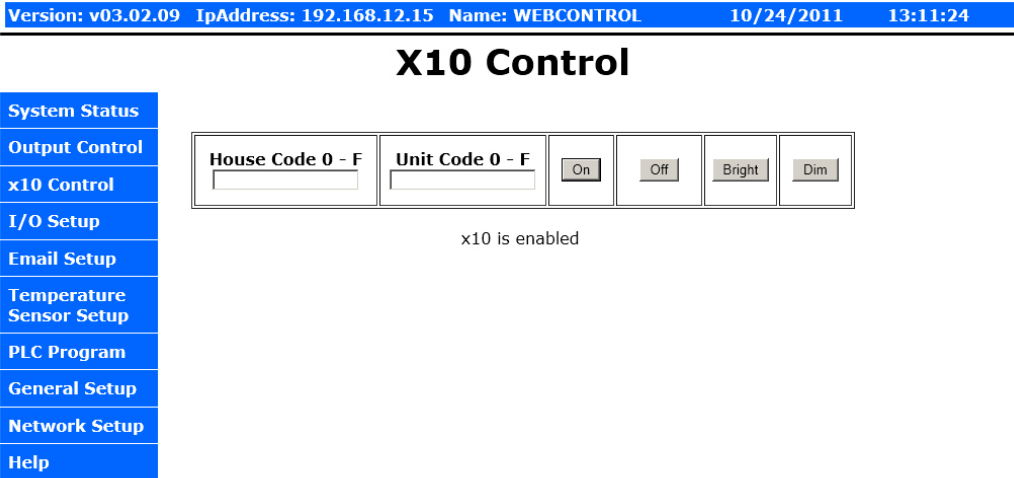 Version: v03.02.09 IpAddress: 192.168.12.15 Name: WEBCONTROL 10/24/2011 13:11:24
X10 Control
System Status
Output Control
x10 Control
I/O Setup
Email Setup
Temperature
Sensor Setup
PLC Program
General Setup
Network Setup
Help
House Code 0 - F Unit Code 0 - F On Off Bright Dim
x10 is enabled